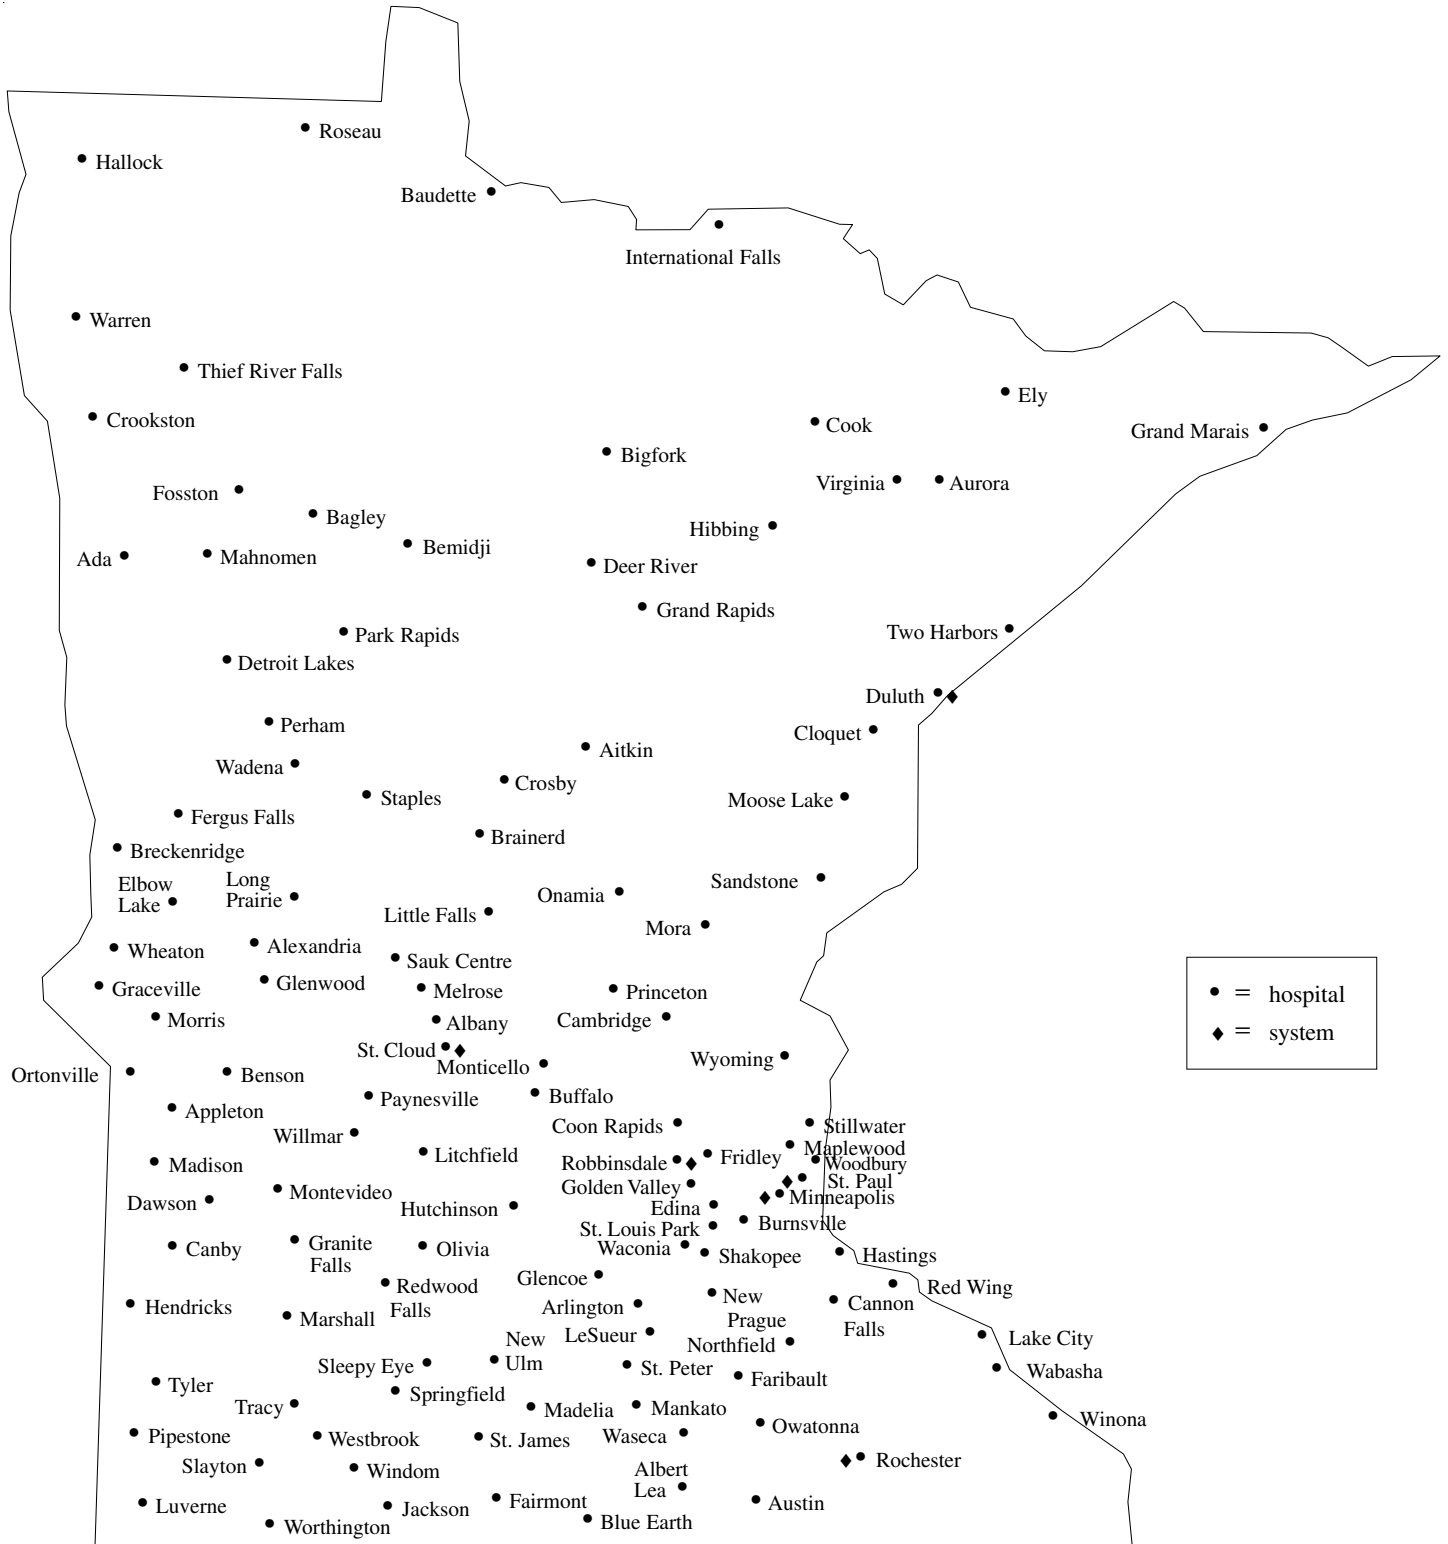 Roseau
Hallock
Baudette
International Falls
Warren
Thief River Falls
Ely
Crookston
Cook
Grand Marais
Bigfork
Fosston
Virginia
Aurora
Bagley
Hibbing
Bemidji
Ada
Mahnomen
Deer River
Grand Rapids
Park Rapids
Two Harbors
Detroit Lakes
Duluth
Perham
Cloquet
Aitkin
Wadena
Crosby
Staples
Moose Lake
Fergus Falls
Brainerd
Breckenridge
Elbow
Lake
Long
Prairie
Onamia
Sandstone
Little Falls
Mora
Wheaton
Alexandria
Sauk Centre
Graceville
Glenwood
Melrose
Princeton
= hospital
Morris
Albany
Cambridge
= system
St. Cloud
Monticello
Wyoming
Ortonville
Benson
Paynesville
Buffalo
Appleton
Coon Rapids
Stillwater
Willmar
Maplewood
Litchfield
Fridley
Robbinsdale
Woodbury
Madison
St. Paul
Golden Valley
Montevideo
Minneapolis
Dawson
Hutchinson
Edina
Burnsville
St. Louis Park
Canby
Granite
Falls
Olivia
Waconia
Shakopee
Hastings
Glencoe
Redwood
Falls
Red Wing
Hendricks
Arlington
New
Prague
Cannon
Falls
Marshall
LeSueur
Northfield
Lake City
New
Ulm
Sleepy Eye
St. Peter
Wabasha
Tyler
Springfield
Faribault
Tracy
Madelia
Mankato
Winona
Pipestone
Westbrook
St. James
Waseca
Owatonna
Slayton
Windom
Albert
Lea
Rochester
Luverne
Jackson
Fairmont
Austin
Worthington
Blue Earth